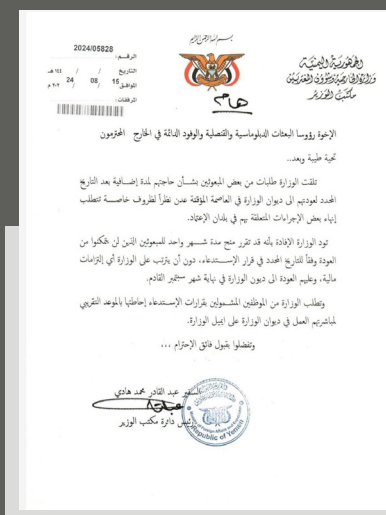 بسم الله الرحمن الرحيم
الجمهورية اليمنية
وزارة الخارجية وشؤون المغتربين
مكتب الوزير
2024/05828
الرقم:
التاريخ / / ١٤٤ هـ
الموافق: 15 / 08 / 24 ٢٠٢ م
المرفقات:
هام
الإخوة رؤوسا البعثات الدبلوماسية والقنصلية والوفود الدائمة في الخارج المحترمون
تحية طيبة وبعد..
تلقت الوزارة طلبات من بعض المبعوثين بشأن حاجتهم لمدة إضافية بعد التاريخ
المحدد لعودتهم الى ديوان الوزارة في العاصمة المؤقتة عدن نظراً لظروف خاصة تتطلب
إنهاء بعض الإجراءات المتعلقة بهم في بلدان الإعتماد.
تود الوزارة الإفادة بأنه قد تقرر منح مدة شهر واحد للمبعوثين الذين لن يتمكنوا من
العودة وفقاً للتاريخ المحدد في قرار الإستدعاء، دون أن يترتب على الوزارة أي إلتزامات
مالية، وعليهم العودة الى ديوان الوزارة في نهاية شهر سبتمبر القادم.
وتطلب الوزارة من الموظفين المشمولين بقرارات الإستدعاء إحاطتها بالموعد التقريبي
لمباشرتهم العمل في ديوان الوزارة على ايميل الوزارة.
وتفضلوا بقبول فائق الإحترام ...
السفير عبد القادر محمد هادي
رئيس دائرة مكتب الوزير
Republic of Yemen